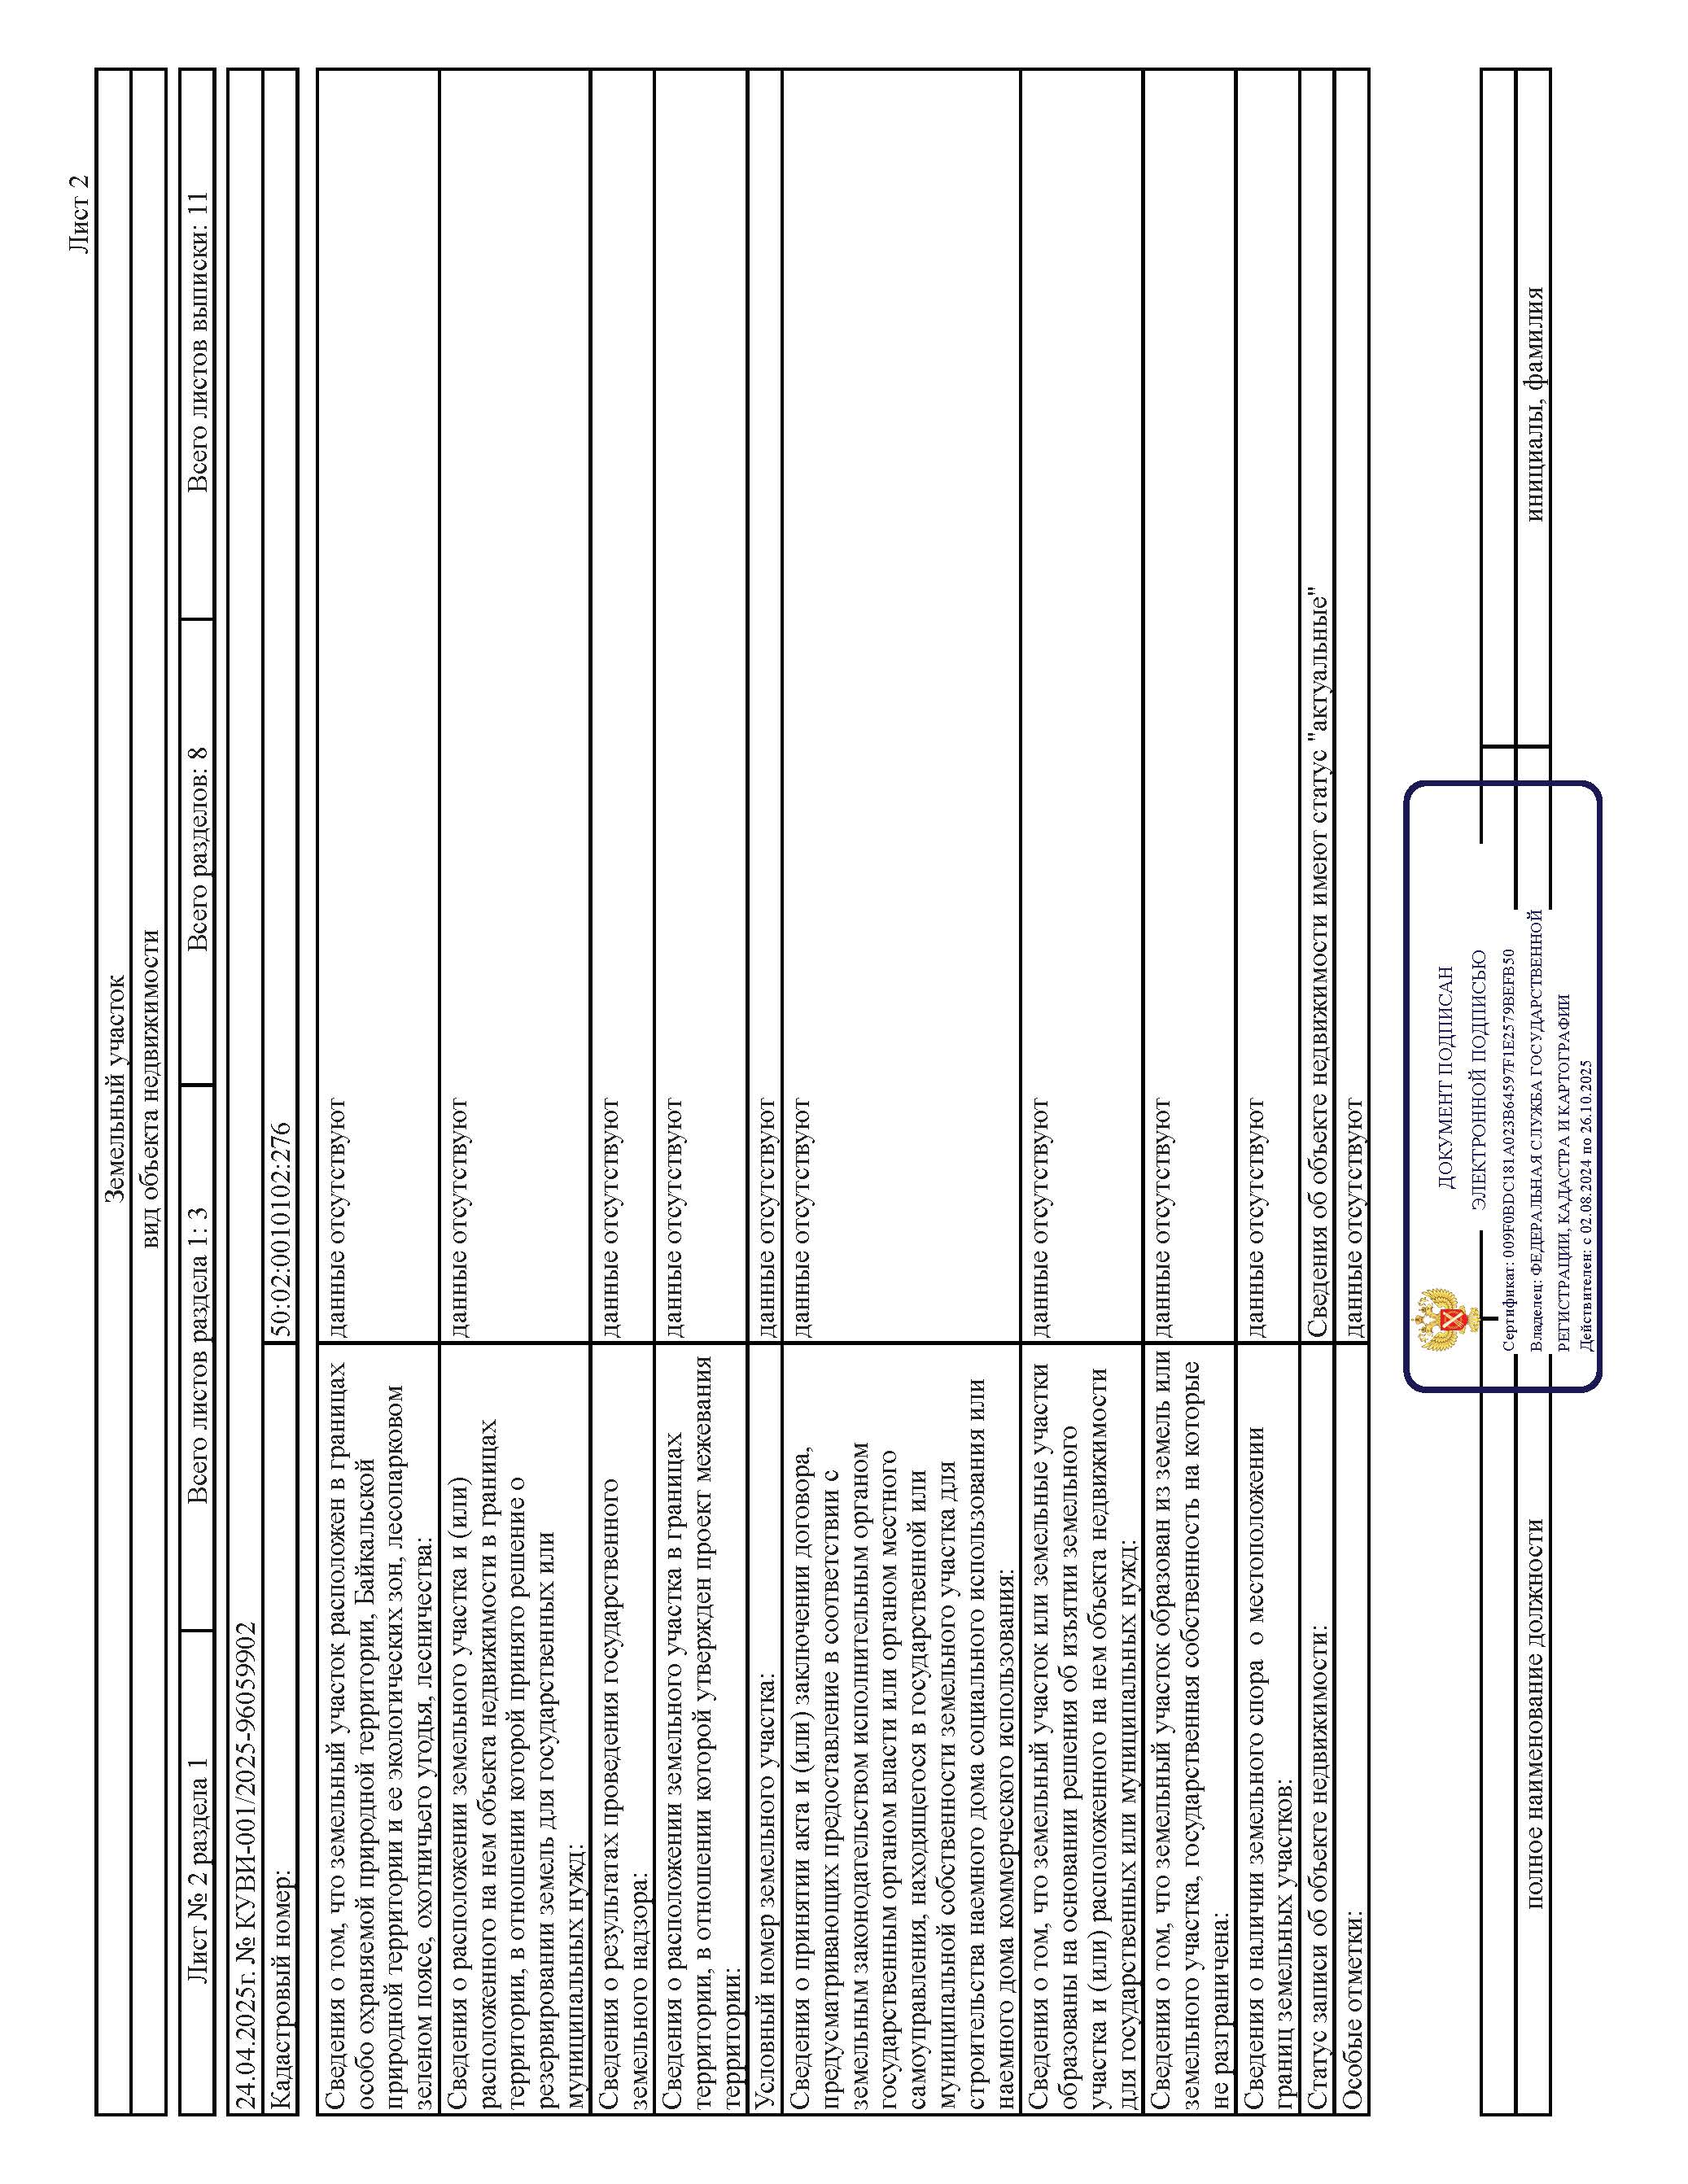 Лист 2
Земельный участок
вид объекта недвижимости
Лист № 2 раздела 1
Всего листов раздела 1: 3
Всего разделов: 8
Всего листов выписки: 11
24.04.2025г. № КУВИ-001/2025-96059902
Кадастровый номер:
50:02:0010102:276
Сведения о том, что земельный участок расположен в границах
особо охраняемой природной территории, Байкальской
природной территории и ее экологических зон, лесопарковом
зеленом поясе, охотничьего угодья, лесничества:
данные отсутствуют
Сведения о расположении земельного участка и (или)
расположенного на нем объекта недвижимости в границах
территории, в отношении которой принято решение о
резервировании земель для государственных или
муниципальных нужд:
данные отсутствуют
Сведения о результатах проведения государственного
земельного надзора:
данные отсутствуют
Сведения о расположении земельного участка в границах
территории, в отношении которой утвержден проект межевания
территории:
данные отсутствуют
Условный номер земельного участка:
данные отсутствуют
Сведения о принятии акта и (или) заключении договора,
предусматривающих предоставление в соответствии с
земельным законодательством исполнительным органом
государственным органом власти или органом местного
самоуправления, находящегося в государственной или
муниципальной собственности земельного участка для
строительства наемного дома социального использования или
наемного дома коммерческого использования:
данные отсутствуют
Сведения о том, что земельный участок или земельные участки
образованы на основании решения об изъятии земельного
участка и (или) расположенного на нем объекта недвижимости
для государственных или муниципальных нужд:
данные отсутствуют
Сведения о том, что земельный участок образован из земель или
земельного участка, государственная собственность на которые
не разграничена:
данные отсутствуют
Сведения о наличии земельного спора о местоположении
границ земельных участков:
данные отсутствуют
Статус записи об объекте недвижимости:
Сведения об объекте недвижимости имеют статус "актуальные"
Особые отметки:
данные отсутствуют
ДОКУМЕНТ ПОДПИСАН
ЭЛЕКТРОННОЙ ПОДПИСЬЮ
Сертификат: 009F0BDC181A023B64597F1E2579BEFB50
Владелец: ФЕДЕРАЛЬНАЯ СЛУЖБА ГОСУДАРСТВЕННОЙ
РЕГИСТРАЦИИ, КАДАСТРА И КАРТОГРАФИИ
Действителен: с 02.08.2024 по 26.10.2025
полное наименование должности
инициалы, фамилия